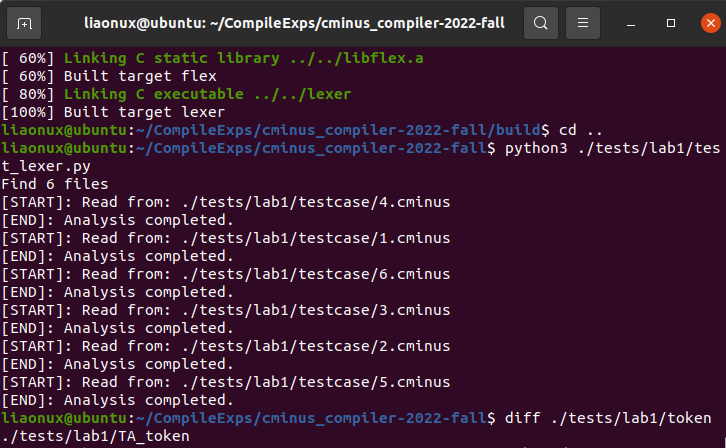 liaonux@ubuntu: ~/CompileExps/cminus_compiler-2022-fall
[ 60%] Linking C static library ../../libflex.a
[ 60%] Built target flex
[ 80%] Linking C executable ../../lexer
[100%] Built target lexer
liaonux@ubuntu:~/CompileExps/cminus_compiler-2022-fall/build$ cd ..
liaonux@ubuntu:~/CompileExps/cminus_compiler-2022-fall$ python3 ./tests/lab1/tes
t_lexer.py
Find 6 files
[START]: Read from: ./tests/lab1/testcase/4.cminus
[END]: Analysis completed.
[START]: Read from: ./tests/lab1/testcase/1.cminus
[END]: Analysis completed.
[START]: Read from: ./tests/lab1/testcase/6.cminus
[END]: Analysis completed.
[START]: Read from: ./tests/lab1/testcase/3.cminus
[END]: Analysis completed.
[START]: Read from: ./tests/lab1/testcase/2.cminus
[END]: Analysis completed.
[START]: Read from: ./tests/lab1/testcase/5.cminus
[END]: Analysis completed.
liaonux@ubuntu:~/CompileExps/cminus_compiler-2022-fall$ diff ./tests/lab1/token
./tests/lab1/TA_token